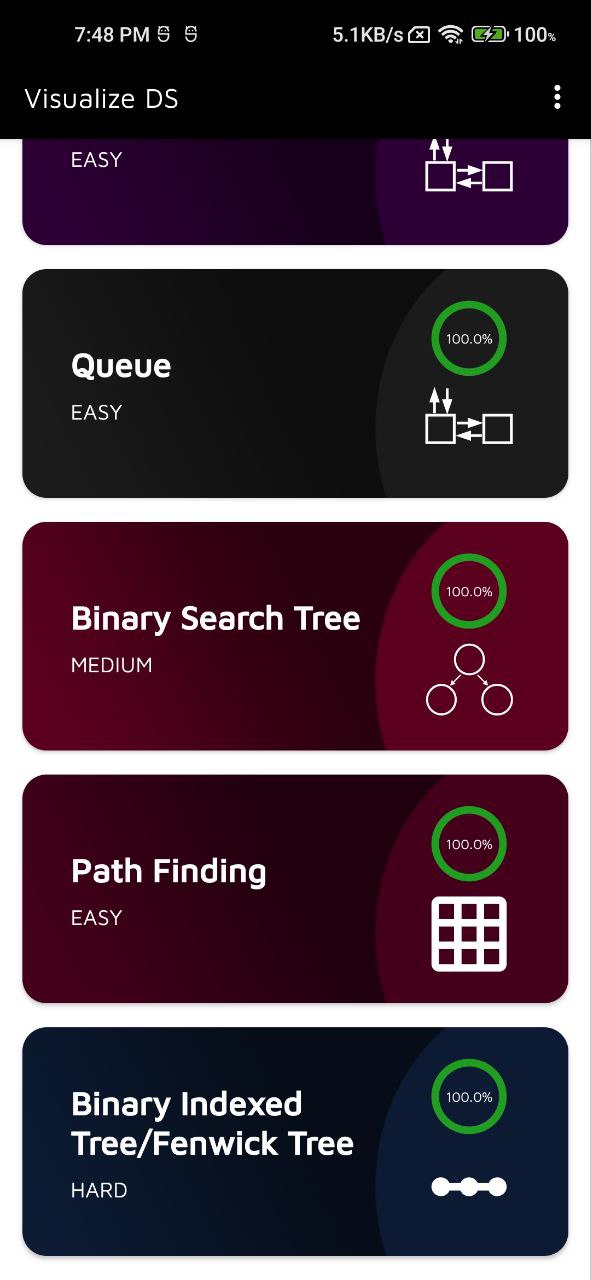 7:48 PM 5.1KB/s 100%
Visualize DS
EASY
100.0%
Queue
EASY
100.0%
Binary Search Tree
MEDIUM
100.0%
Path Finding
EASY
100.0%
Binary Indexed
Tree/Fenwick Tree
HARD